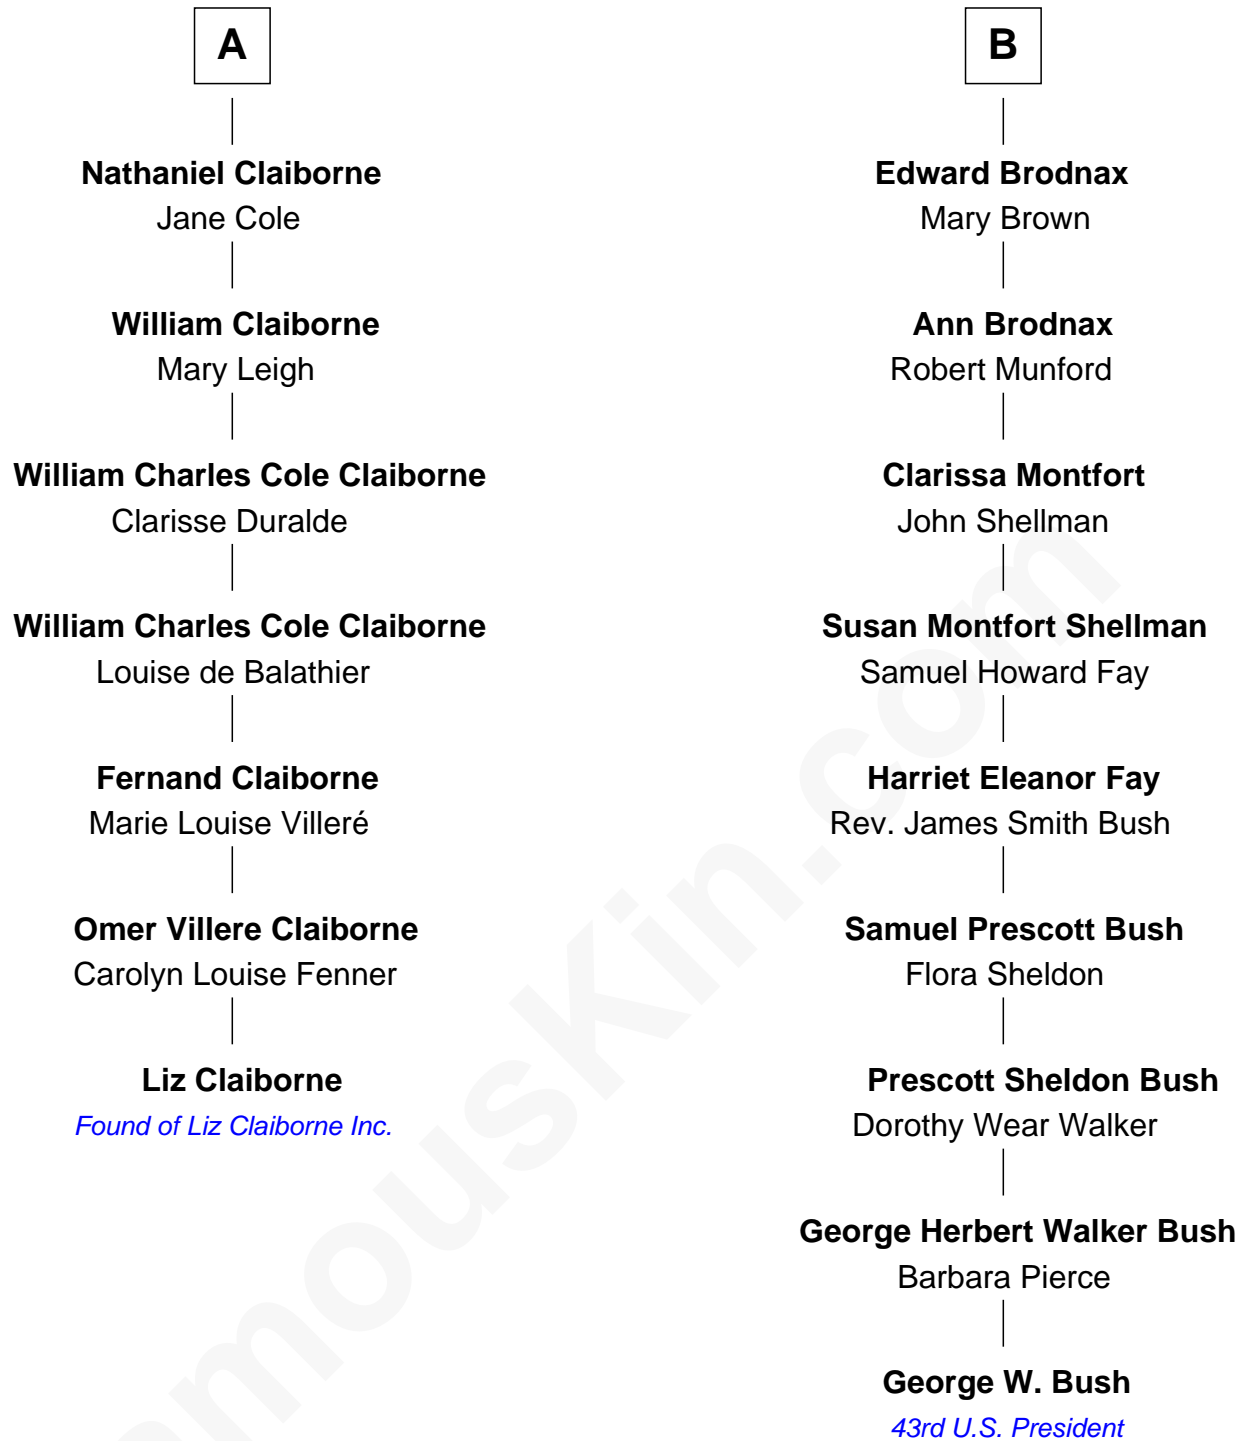 A
Nathaniel Claiborne
Jane Cole
William Claiborne
Mary Leigh
William Charles Cole Claiborne
Clarisse Duralde
William Charles Cole Claiborne
Louise de Balathier
Fernand Claiborne
Marie Louise Villeré
Omer Villere Claiborne
Carolyn Louise Fenner
Liz Claiborne
Found of Liz Claiborne Inc.
B
Edward Brodnax
Mary Brown
Ann Brodnax
Robert Munford
Clarissa Montfort
John Shellman
Susan Montfort Shellman
Samuel Howard Fay
Harriet Eleanor Fay
Rev. James Smith Bush
Samuel Prescott Bush
Flora Sheldon
Prescott Sheldon Bush
Dorothy Wear Walker
George Herbert Walker Bush
Barbara Pierce
George W. Bush
43rd U.S. President
amouskin.com